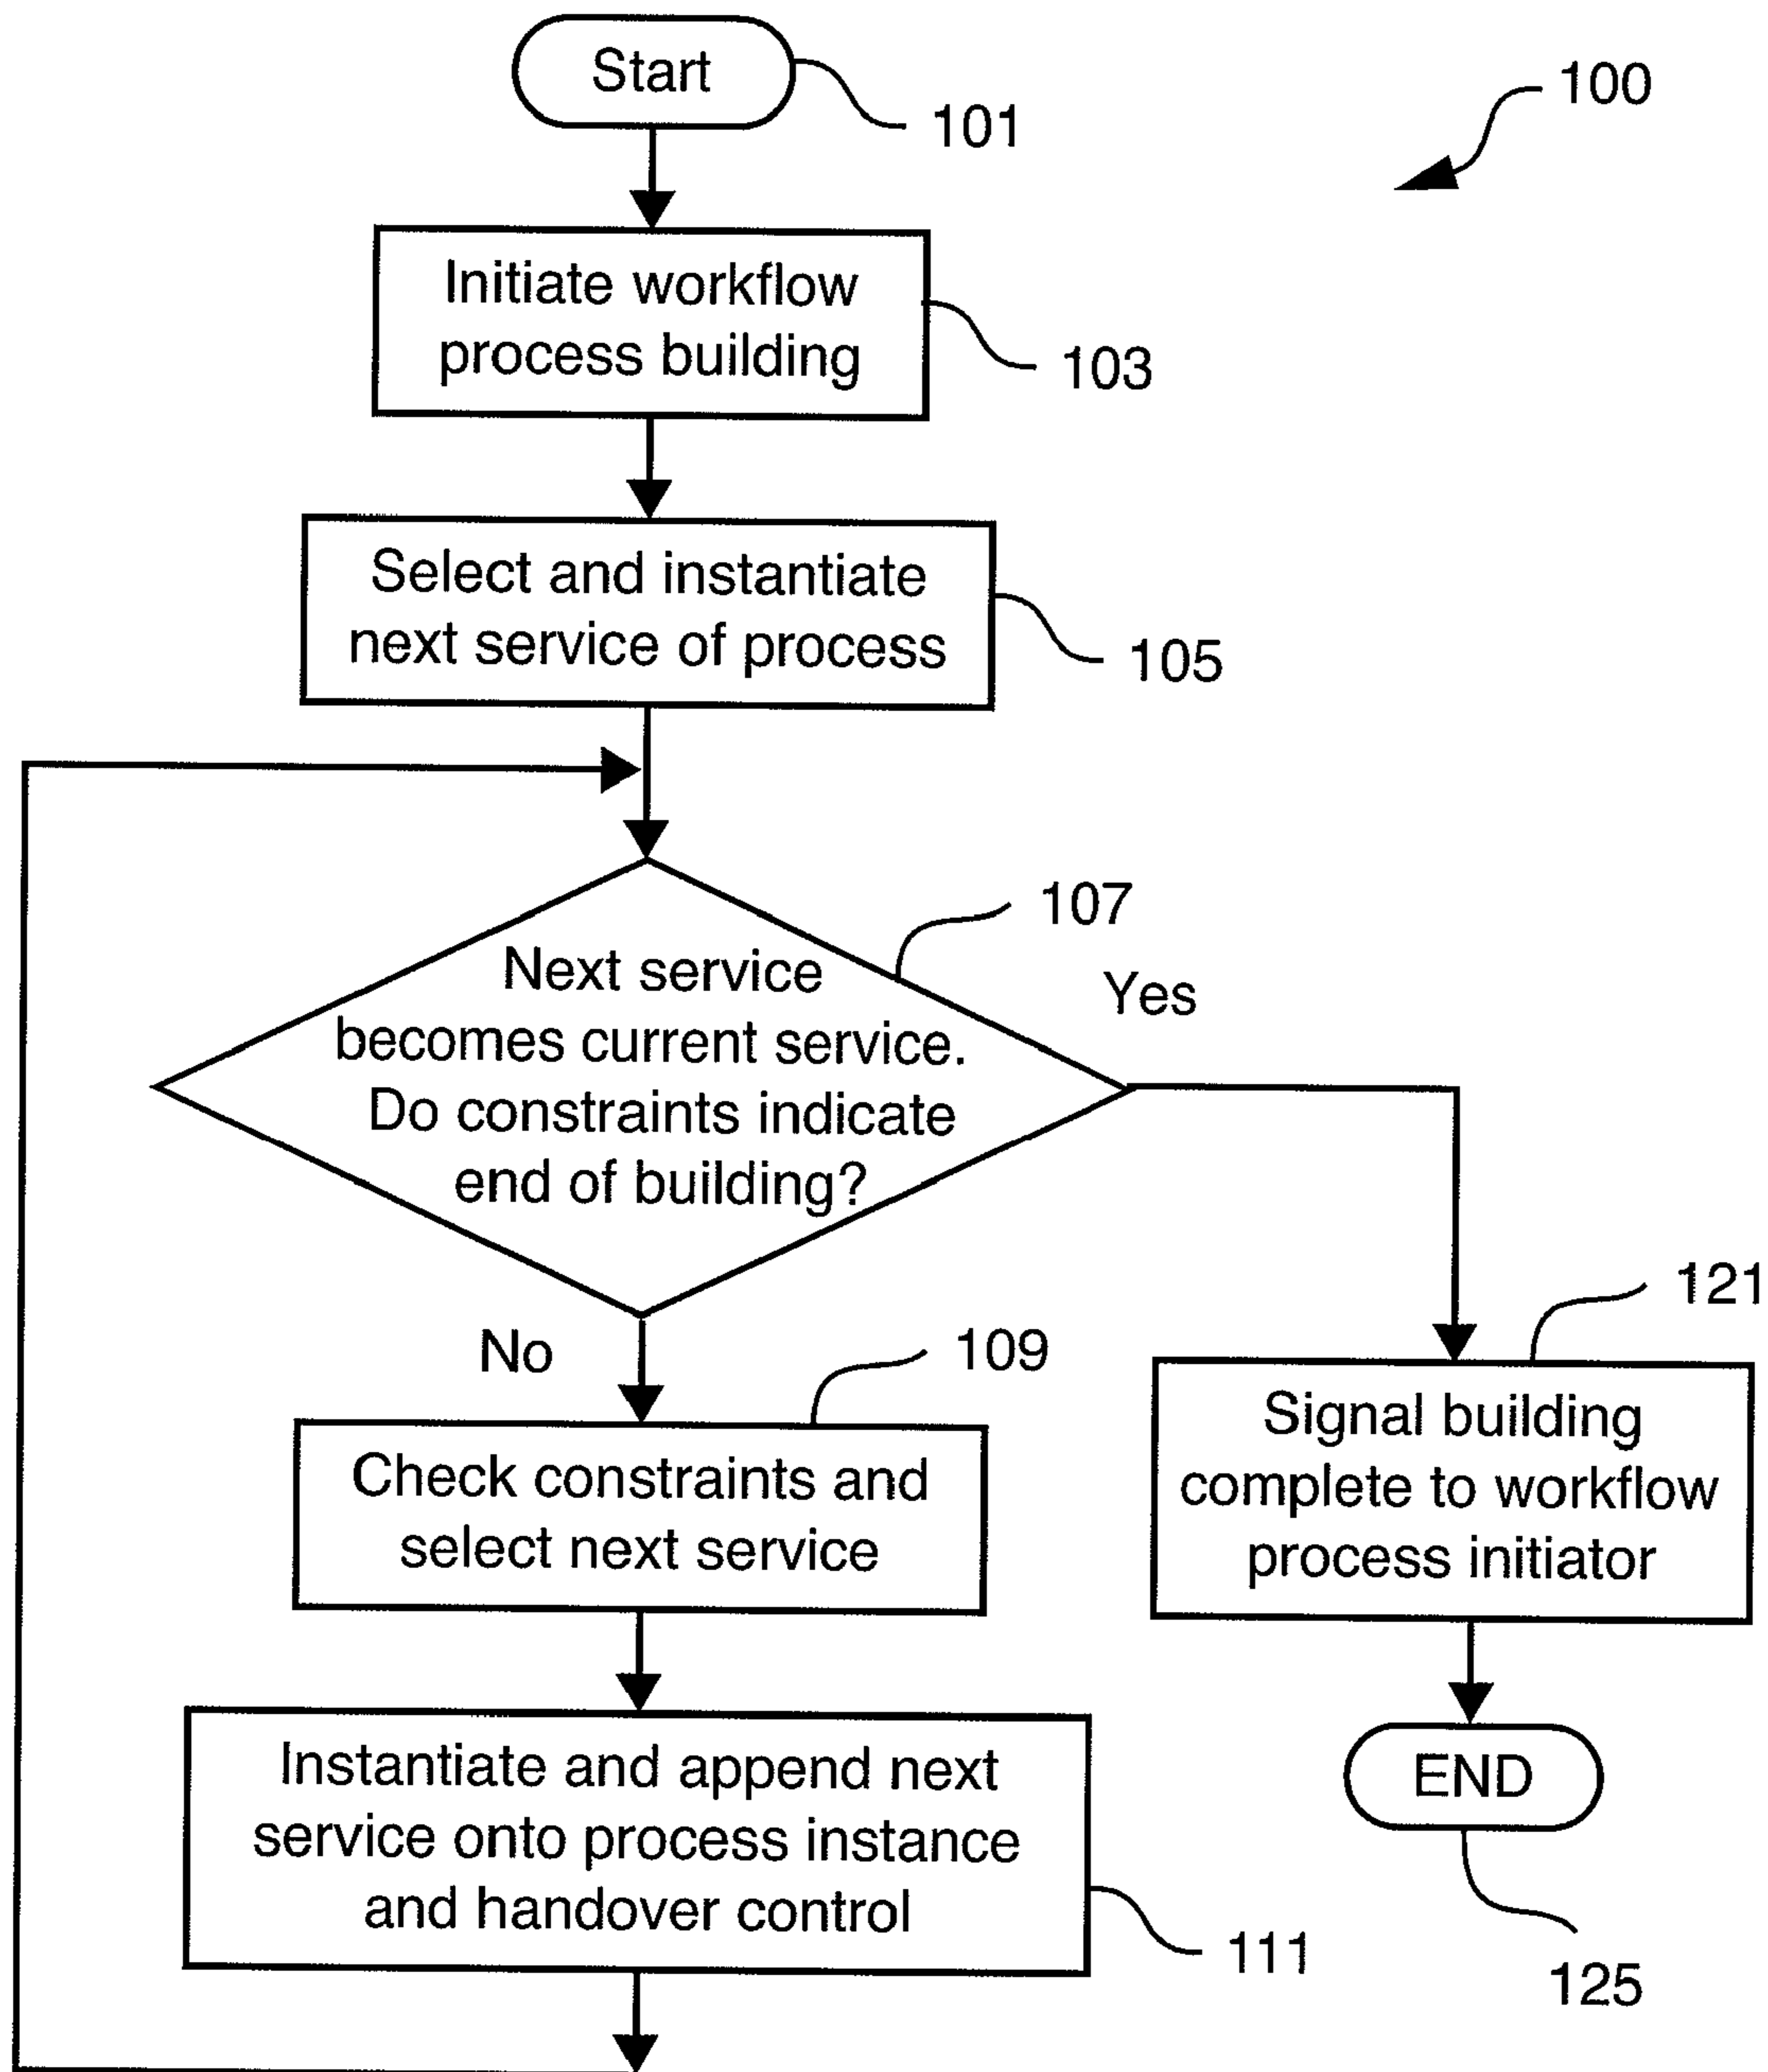 Start
101
100
Initiate workflow
process building
103
Select and instantiate
next service of process
105
107
Next service
becomes current service.
Do constraints indicate
end of building?
Yes
No
109
Check constraints and
select next service
121
Signal building
complete to workflow
process initiator
Instantiate and append next
service onto process instance
and handover control
111
END
125